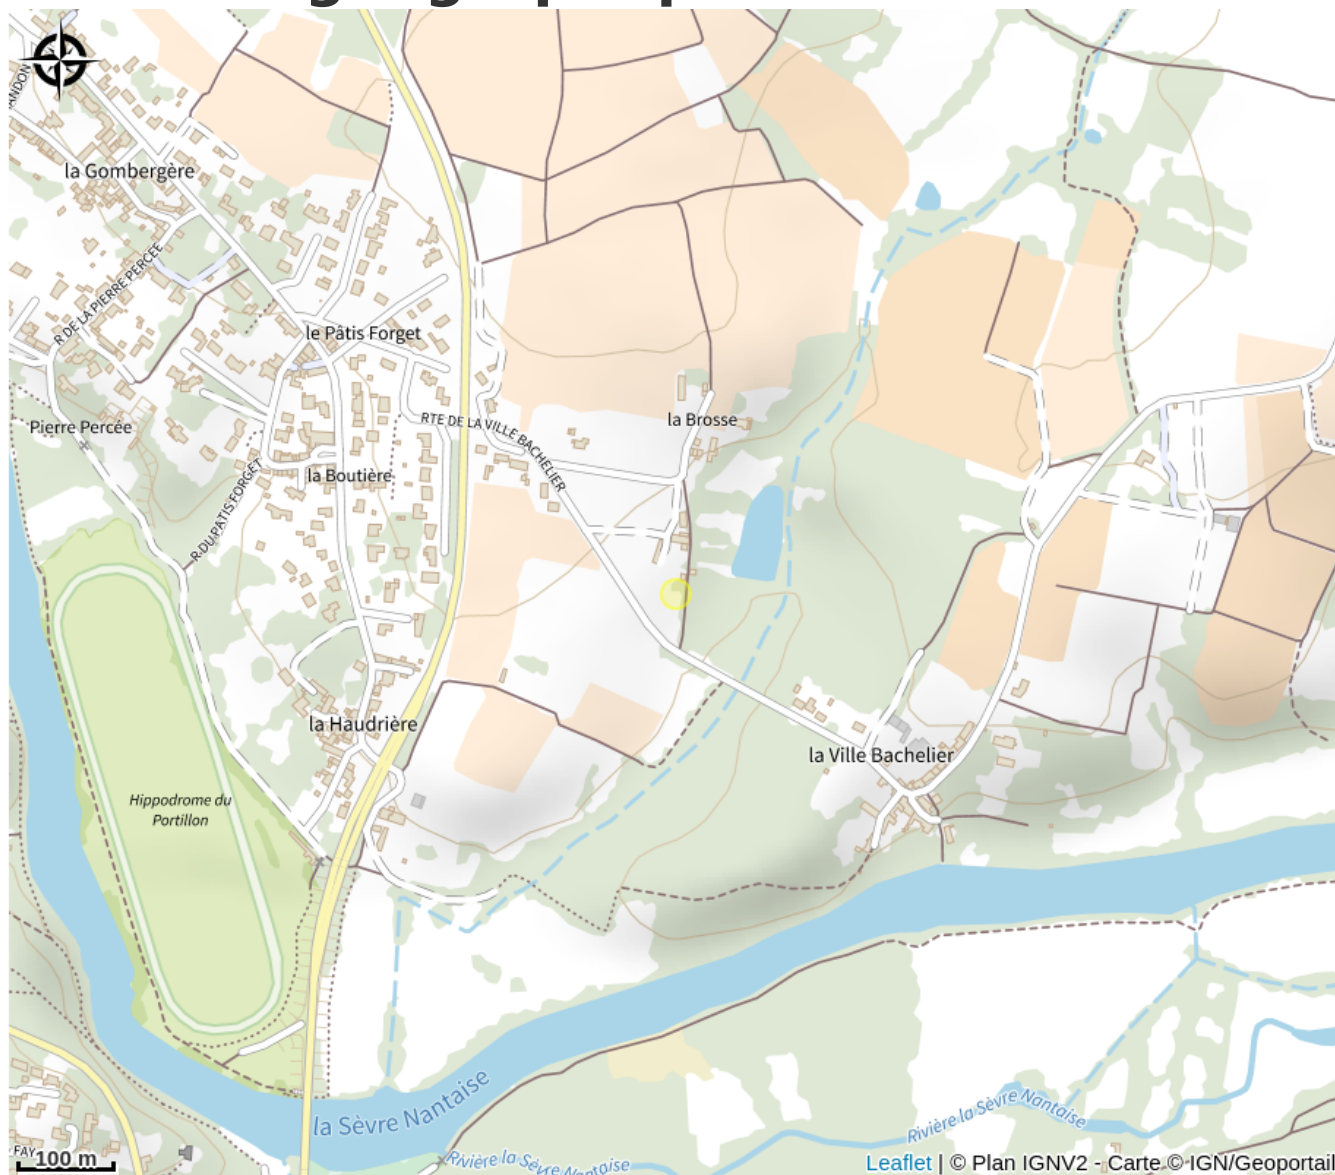 ANDON
la Gombergère
R DE LA PIERRE PERCÉE
le Pâtis Forget
la Brosse
RTE DE LA VILLE BACHELIER
Pierre Percée
la Boutière
R DU PATIS FORGET
la Haudrière
la Ville Bachelier
Hippodrome du
Portillon
la Sèvre Nantaise
Rivière la Sèvre Nantaise
Rivière la Sèvre Nantaise
FAY
100 m
Leaflet | © Plan IGNV2 - Carte © IGN/Geoportail